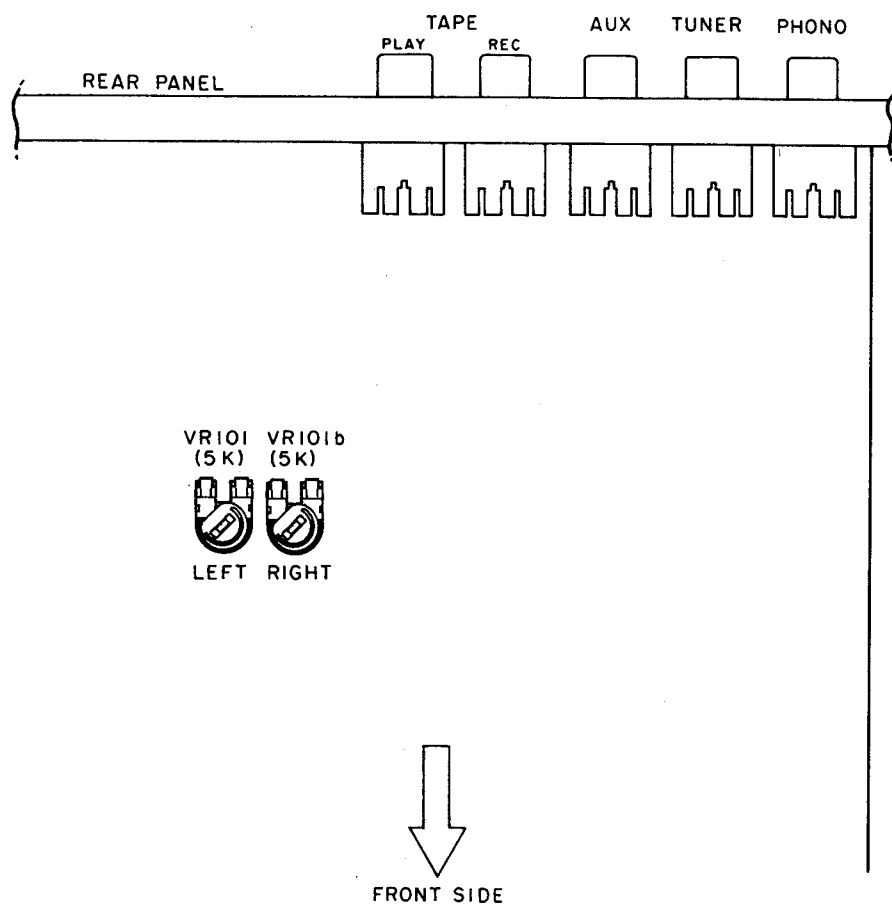 TAPE AUX TUNER PHONO
PLAY REC
REAR PANEL
VR101 VR101b
(5K) (5K)
LEFT RIGHT
FRONT SIDE